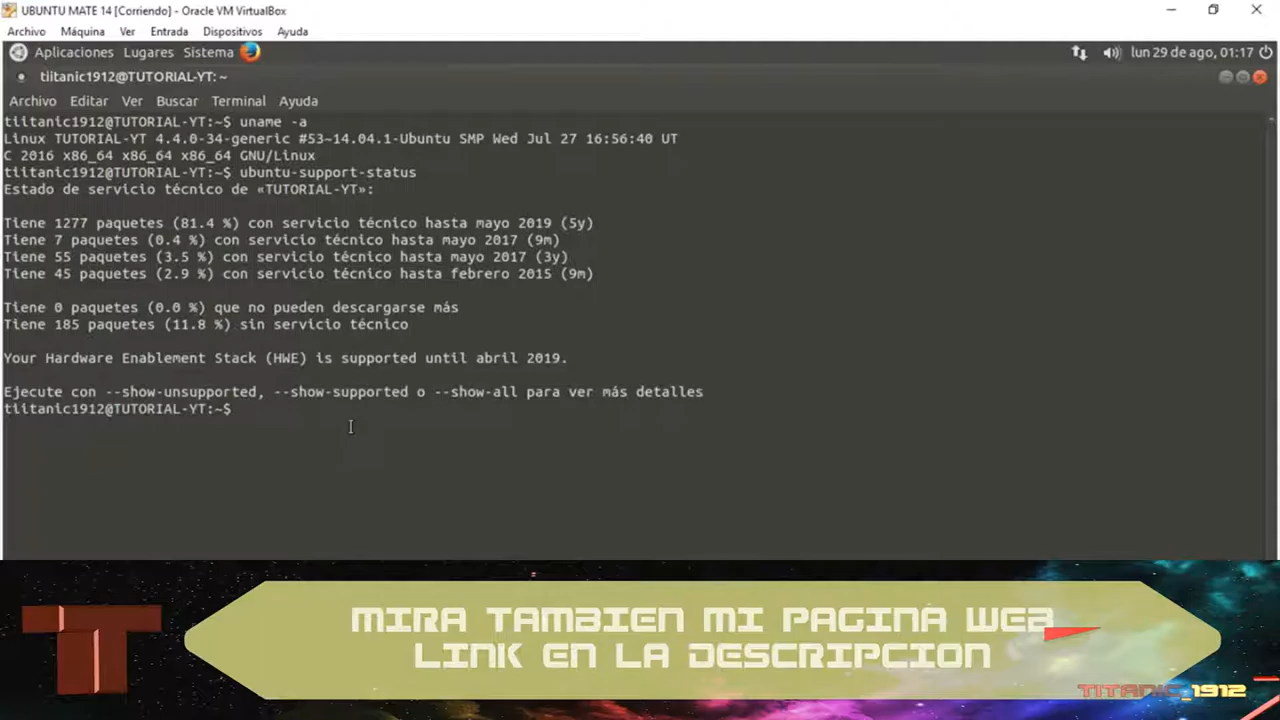 UBUNTU MATE 14 [Corriendo] - Oracle VM VirtualBox
Archivo Máquina Ver Entrada Dispositivos Ayuda
Aplicaciones Lugares Sistema lun 29 de ago, 01:17
tiitanic1912@TUTORIAL-YT: ~
Archivo Editar Ver Buscar Terminal Ayuda
tiitanic1912@TUTORIAL-YT:~$ uname -a
Linux TUTORIAL-YT 4.4.0-34-generic #53~14.04.1-Ubuntu SMP Wed Jul 27 16:56:40 UT
C 2016 x86_64 x86_64 x86_64 GNU/Linux
tiitanic1912@TUTORIAL-YT:~$ ubuntu-support-status
Estado de servicio técnico de «TUTORIAL-YT»:
Tiene 1277 paquetes (81.4 %) con servicio técnico hasta mayo 2019 (5y)
Tiene 7 paquetes (0.4 %) con servicio técnico hasta mayo 2017 (9m)
Tiene 55 paquetes (3.5 %) con servicio técnico hasta mayo 2017 (3y)
Tiene 45 paquetes (2.9 %) con servicio técnico hasta febrero 2015 (9m)
Tiene 0 paquetes (0.0 %) que no pueden descargarse más
Tiene 185 paquetes (11.8 %) sin servicio técnico
Your Hardware Enablement Stack (HWE) is supported until abril 2019.
Ejecute con --show-unsupported, --show-supported o --show-all para ver más detalles
tiitanic1912@TUTORIAL-YT:~$
T
MIRA TAMBIEN MI PAGINA WEB
LINK EN LA DESCRIPCION
TIITANIC_1912